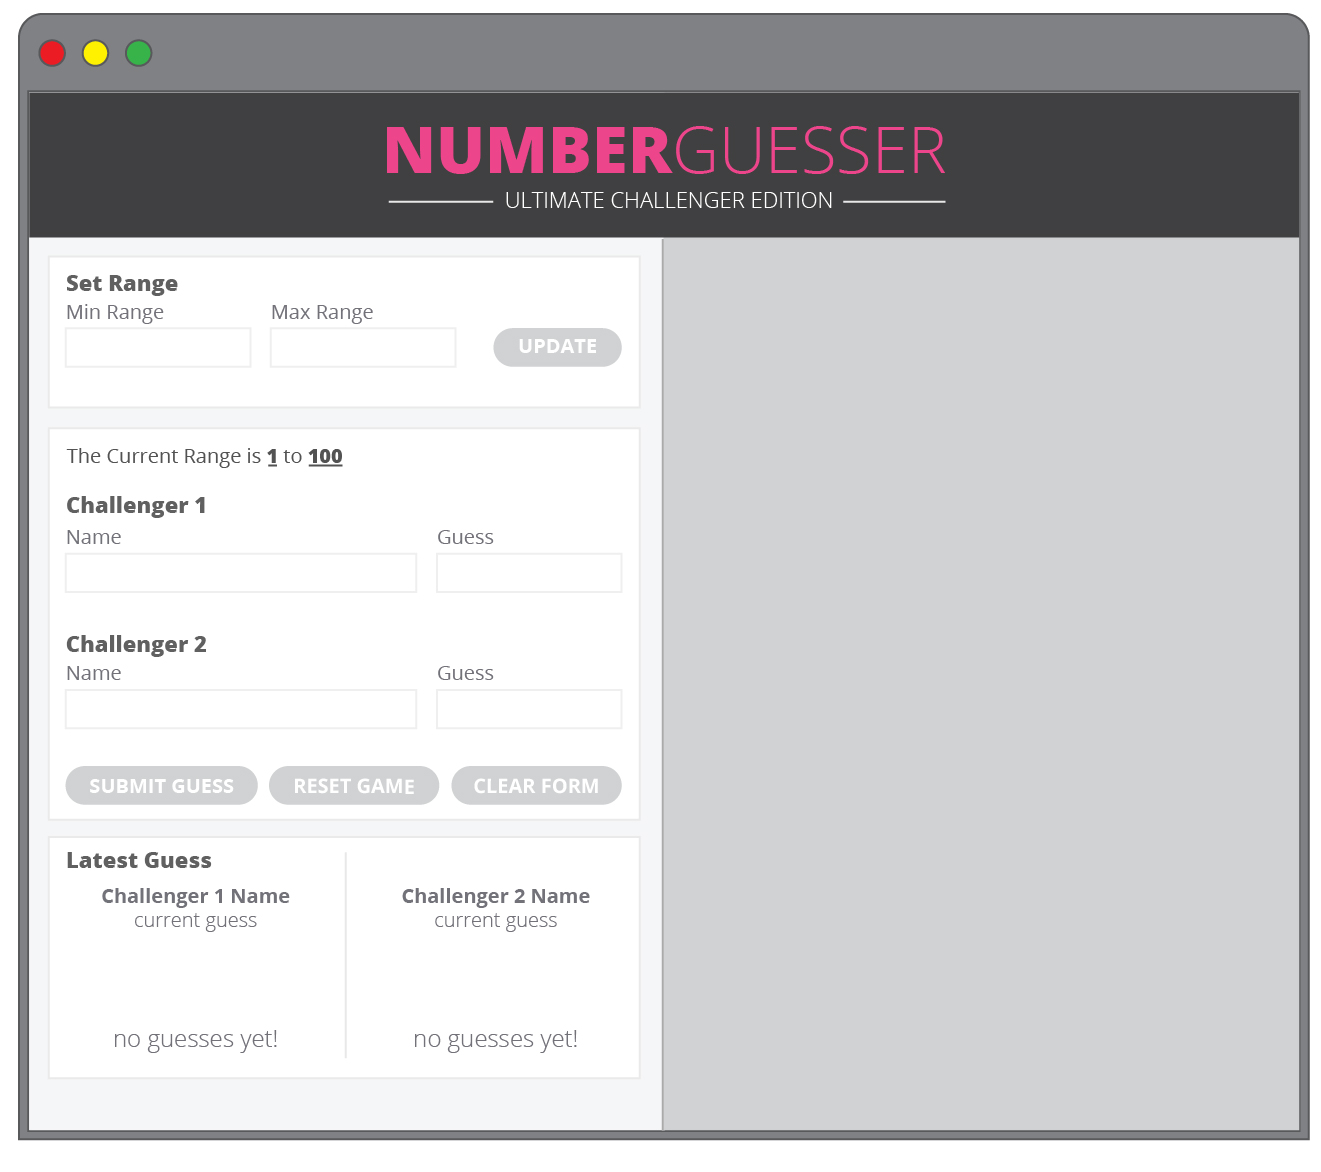 NUMBERGUESSER
ULTIMATE CHALLENGER EDITION
Set Range
Min Range Max Range
UPDATE
The Current Range is 1 to 100
Challenger 1
Name Guess
Challenger 2
Name Guess
SUBMIT GUESS RESET GAME CLEAR FORM
Latest Guess
Challenger 1 Name Challenger 2 Name
current guess current guess
no guesses yet! no guesses yet!